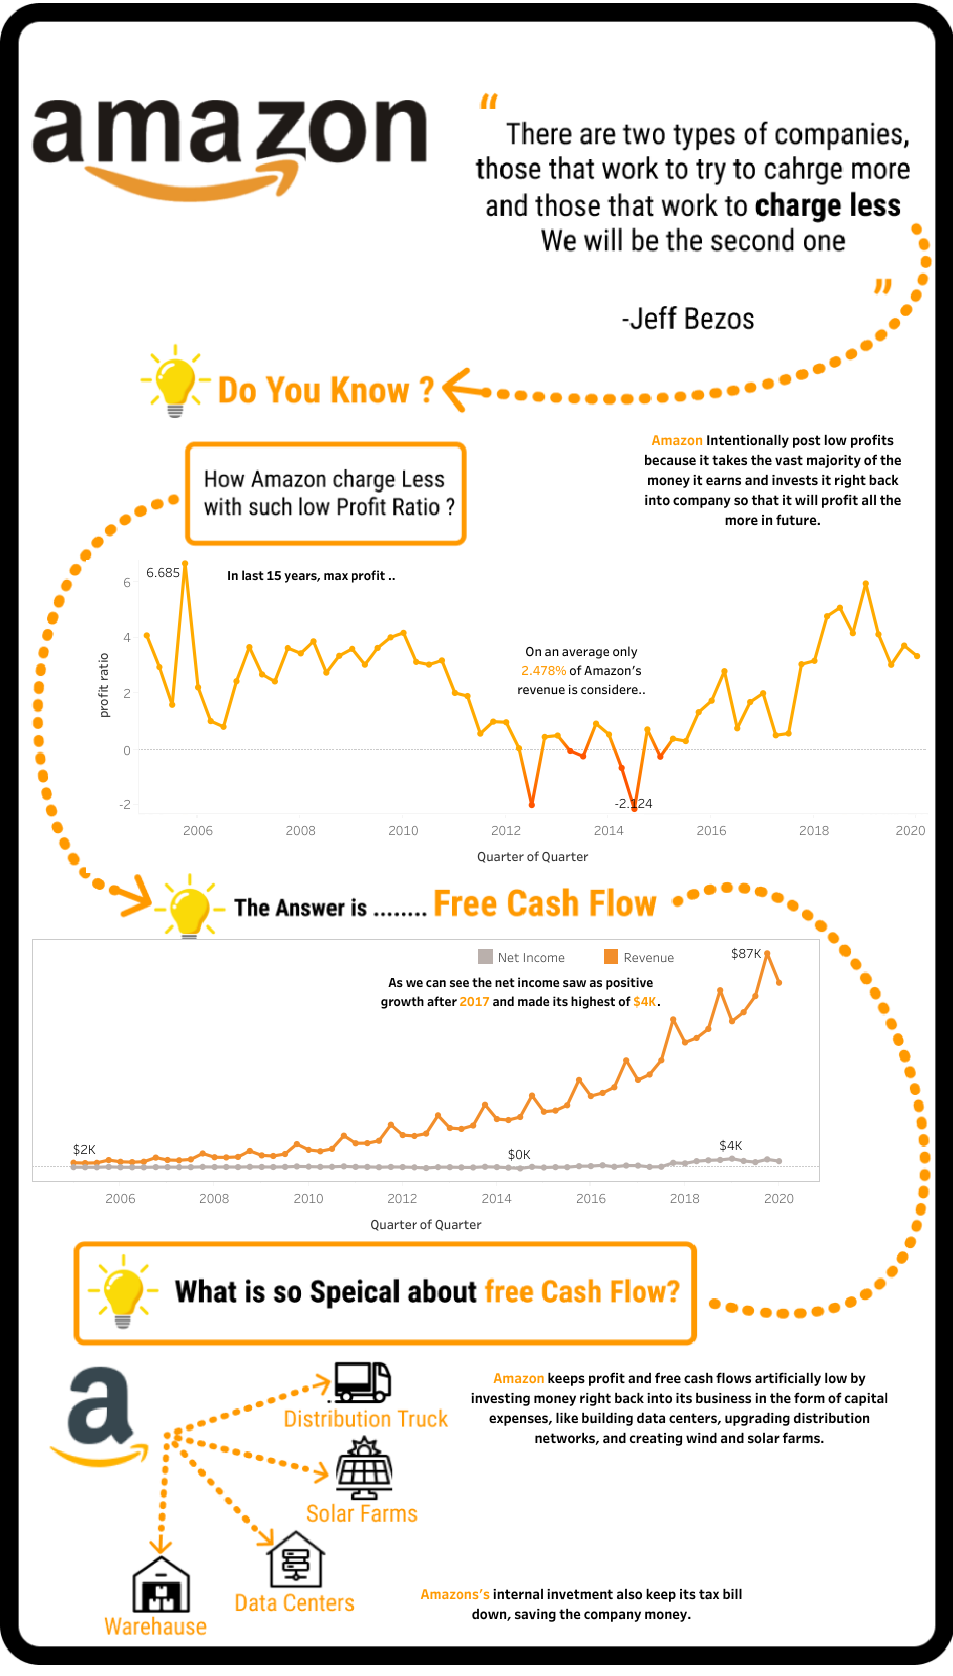 amazon
“
There are two types of companies,
those that work to try to cahrge more
and those that work to charge less
We will be the second one
”
-Jeff Bezos
Do You Know ?
Amazon Intentionally post low profits
because it takes the vast majority of the
money it earns and invests it right back
into company so that it will profit all the
more in future.
How Amazon charge Less
with such low Profit Ratio ?
6.685
In last 15 years, max profit ..
On an average only
2.478% of Amazon's
revenue is considere..
profit ratio
6
4
2
0
-2
-2.124
2006 2008 2010 2012 2014 2016 2018 2020
Quarter of Quarter
The Answer is ........ Free Cash Flow
Net Income Revenue
As we can see the net income saw as positive
growth after 2017 and made its highest of $4K.
$87K
$2K
$0K
$4K
2006 2008 2010 2012 2014 2016 2018 2020
Quarter of Quarter
What is so Speical about free Cash Flow?
a
Amazon keeps profit and free cash flows artificially low by
investing money right back into its business in the form of capital
expenses, like building data centers, upgrading distribution
networks, and creating wind and solar farms.
Distribution Truck
Solar Farms
Data Centers
Warehause
Amazons's internal invetment also keep its tax bill
down, saving the company money.